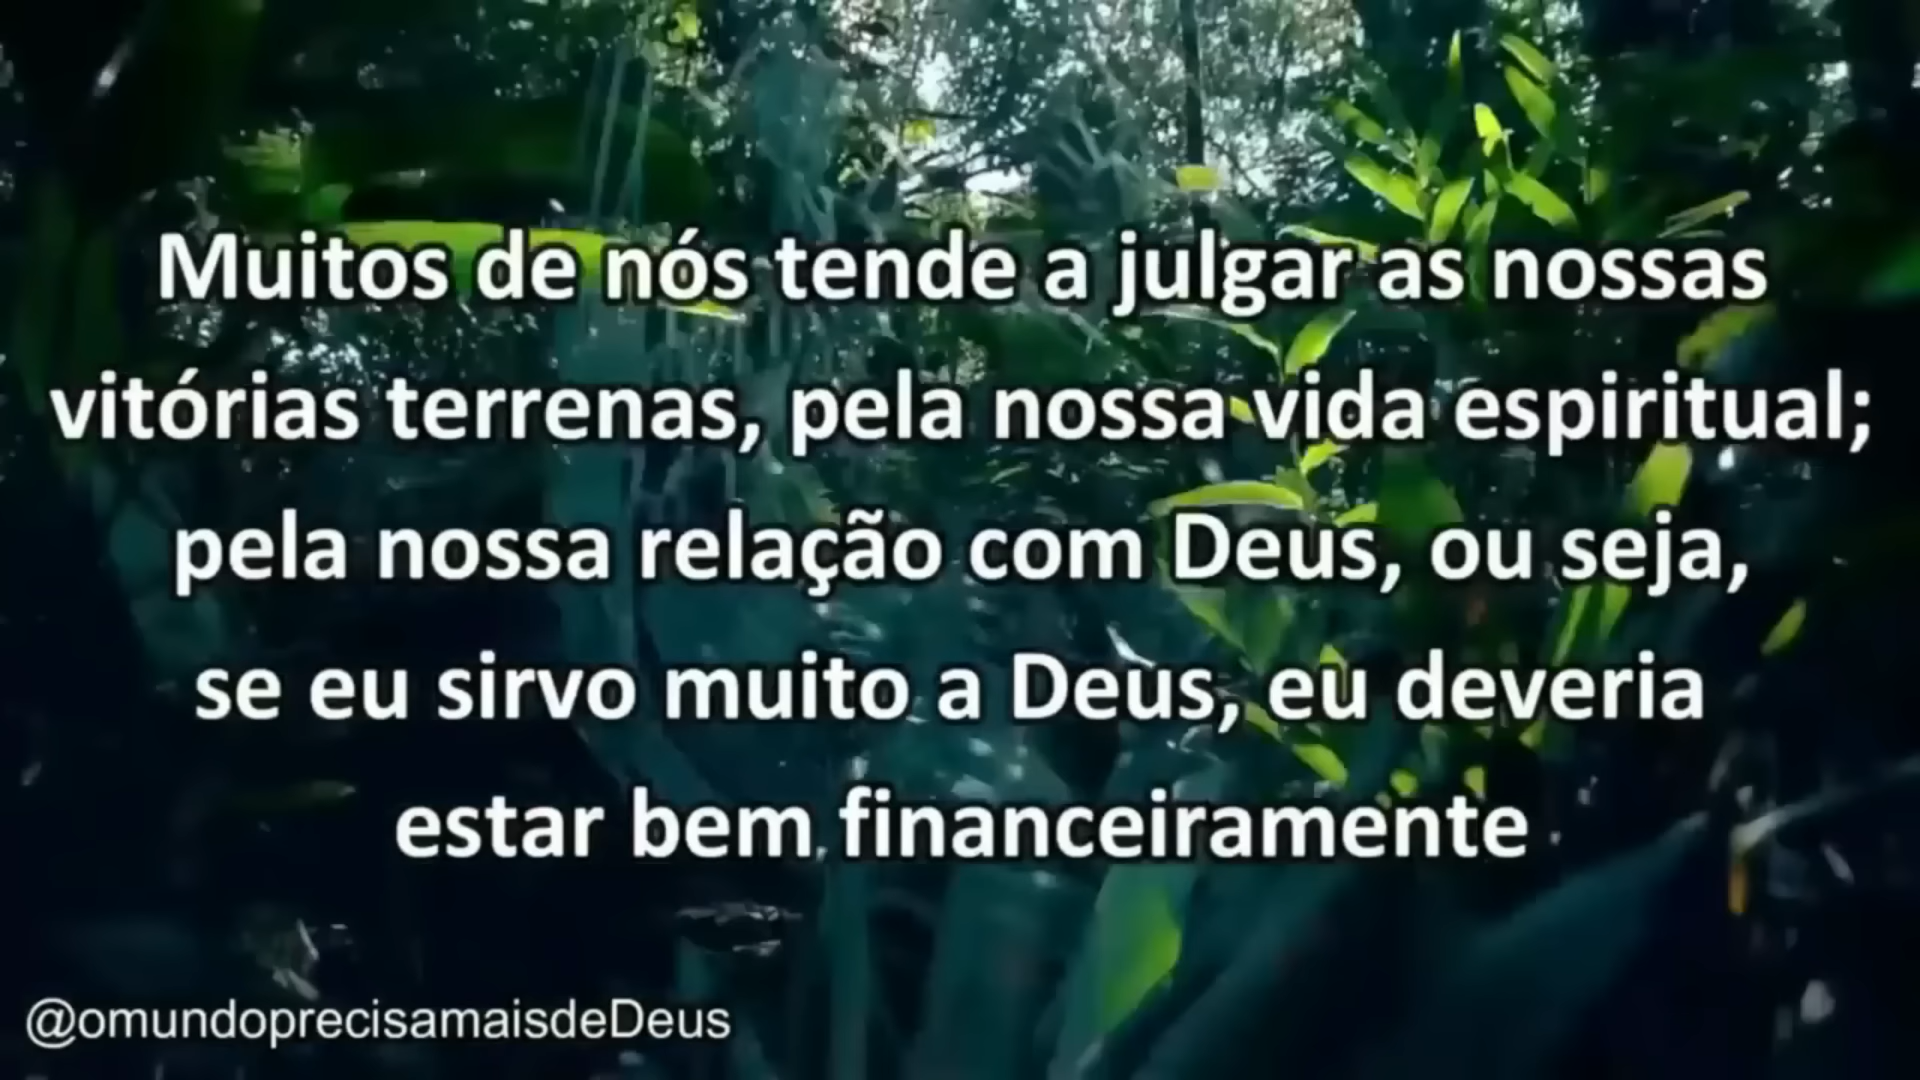 Muitos de nós tende a julgar as nossas
vitórias terrenas, pela nossa vida espiritual;
pela nossa relação com Deus, ou seja,
se eu sirvo muito a Deus, eu deveria
estar bem financeiramente
@omundoprecisamaisdeDeus